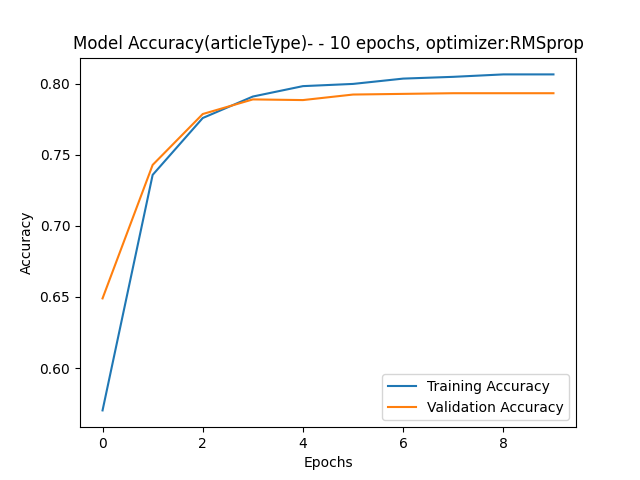 Model Accuracy(articleType)- - 10 epochs, optimizer:RMSprop
0.80
0.75
0.70
0.65
0.60
Accuracy
Training Accuracy
Validation Accuracy
0 2 4 6 8
Epochs